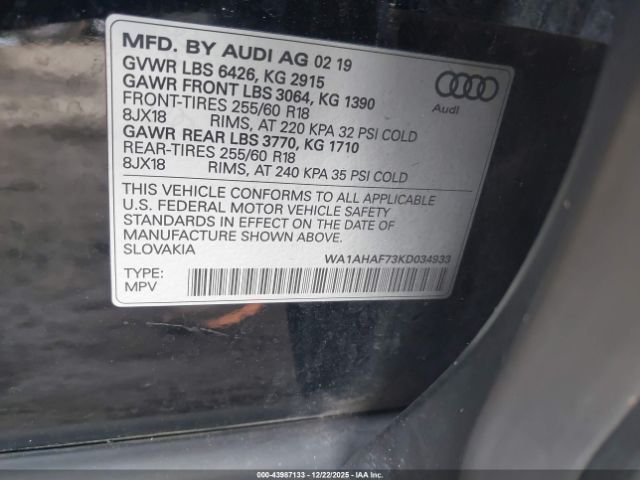 MFD. BY AUDI AG 02 19
GVWR LBS 6426, KG 2915
GAWR FRONT LBS 3064, KG 1390
FRONT-TIRES 255/60 R18
8JX18 RIMS, AT 220 KPA 32 PSI COLD
GAWR REAR LBS 3770, KG 1710
REAR-TIRES 255/60 R18
8JX18 RIMS, AT 240 KPA 35 PSI COLD
Audi
THIS VEHICLE CONFORMS TO ALL APPLICABLE
U.S. FEDERAL MOTOR VEHICLE SAFETY
STANDARDS IN EFFECT ON THE DATE OF
MANUFACTURE SHOWN ABOVE.
SLOVAKIA
WA1AHAF73KD034933
TYPE:
MPV
000-43987133 - 12/22/2025 - IAA Inc.